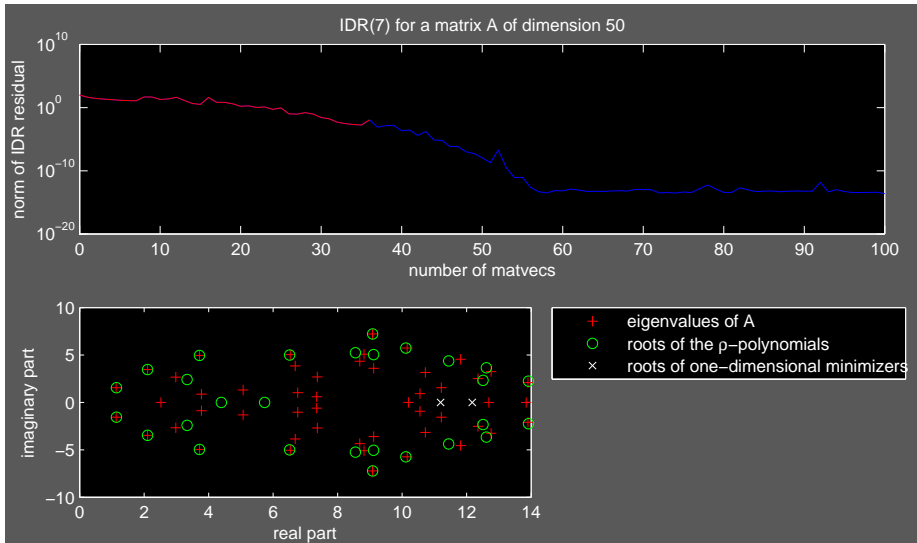 IDR(7) for a matrix A of dimension 50
norm of IDR residual
10^10
10^0
10^−10
10^−20
0 10 20 30 40 50 60 70 80 90 100
number of matvecs
imaginary part
10
5
0
−5
−10
0 2 4 6 8 10 12 14
real part
eigenvalues of A
roots of the ρ−polynomials
roots of one−dimensional minimizers